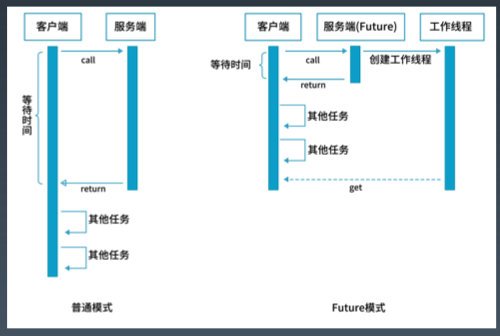 客户端
服务端
call
等待时间
return
其他任务
其他任务
普通模式
客户端
服务端(Future)
工作线程
call
创建工作线程
等待时间
return
其他任务
其他任务
get
Future模式